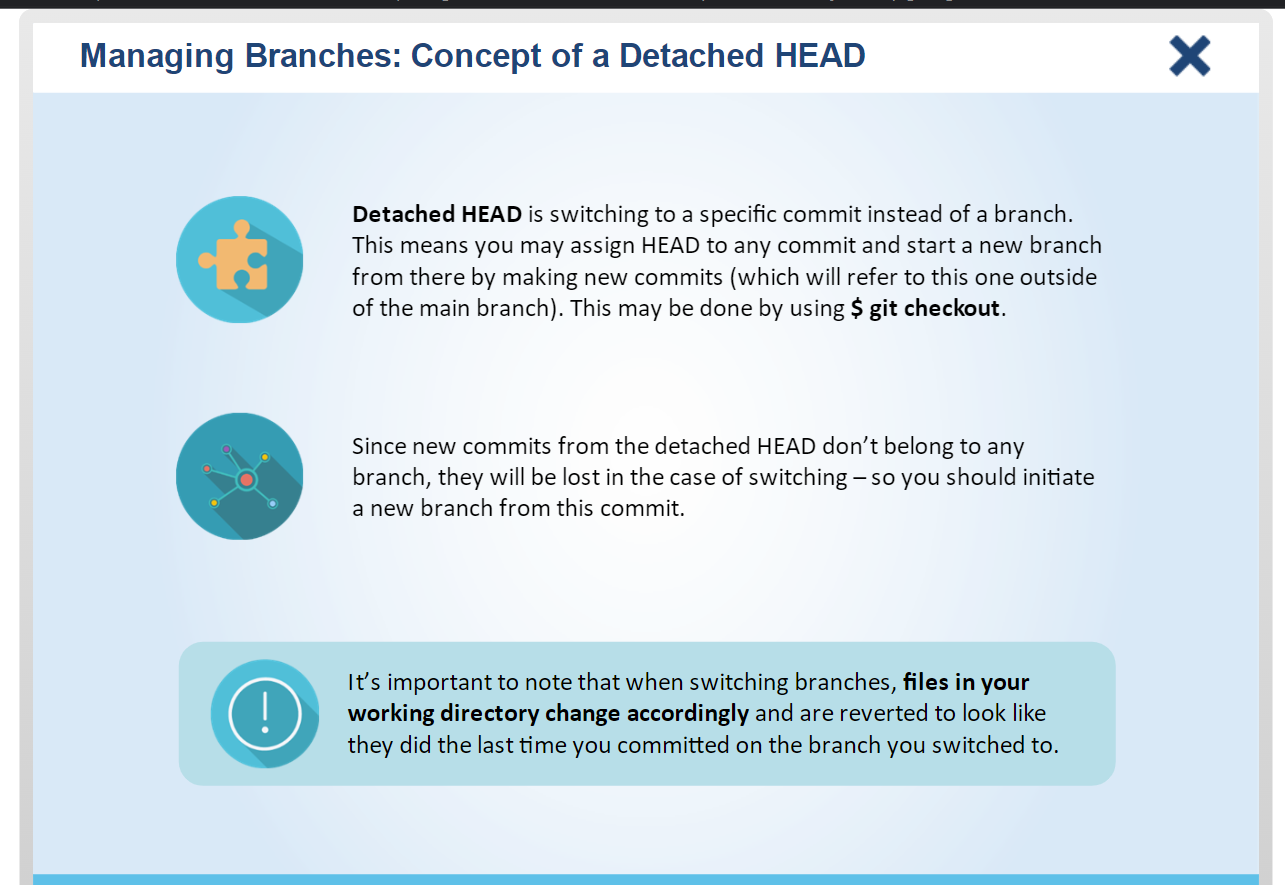 Managing Branches: Concept of a Detached HEAD
Detached HEAD is switching to a specific commit instead of a branch.
This means you may assign HEAD to any commit and start a new branch
from there by making new commits (which will refer to this one outside
of the main branch). This may be done by using $ git checkout.
Since new commits from the detached HEAD don’t belong to any
branch, they will be lost in the case of switching – so you should initiate
a new branch from this commit.
It’s important to note that when switching branches, files in your
working directory change accordingly and are reverted to look like
they did the last time you committed on the branch you switched to.